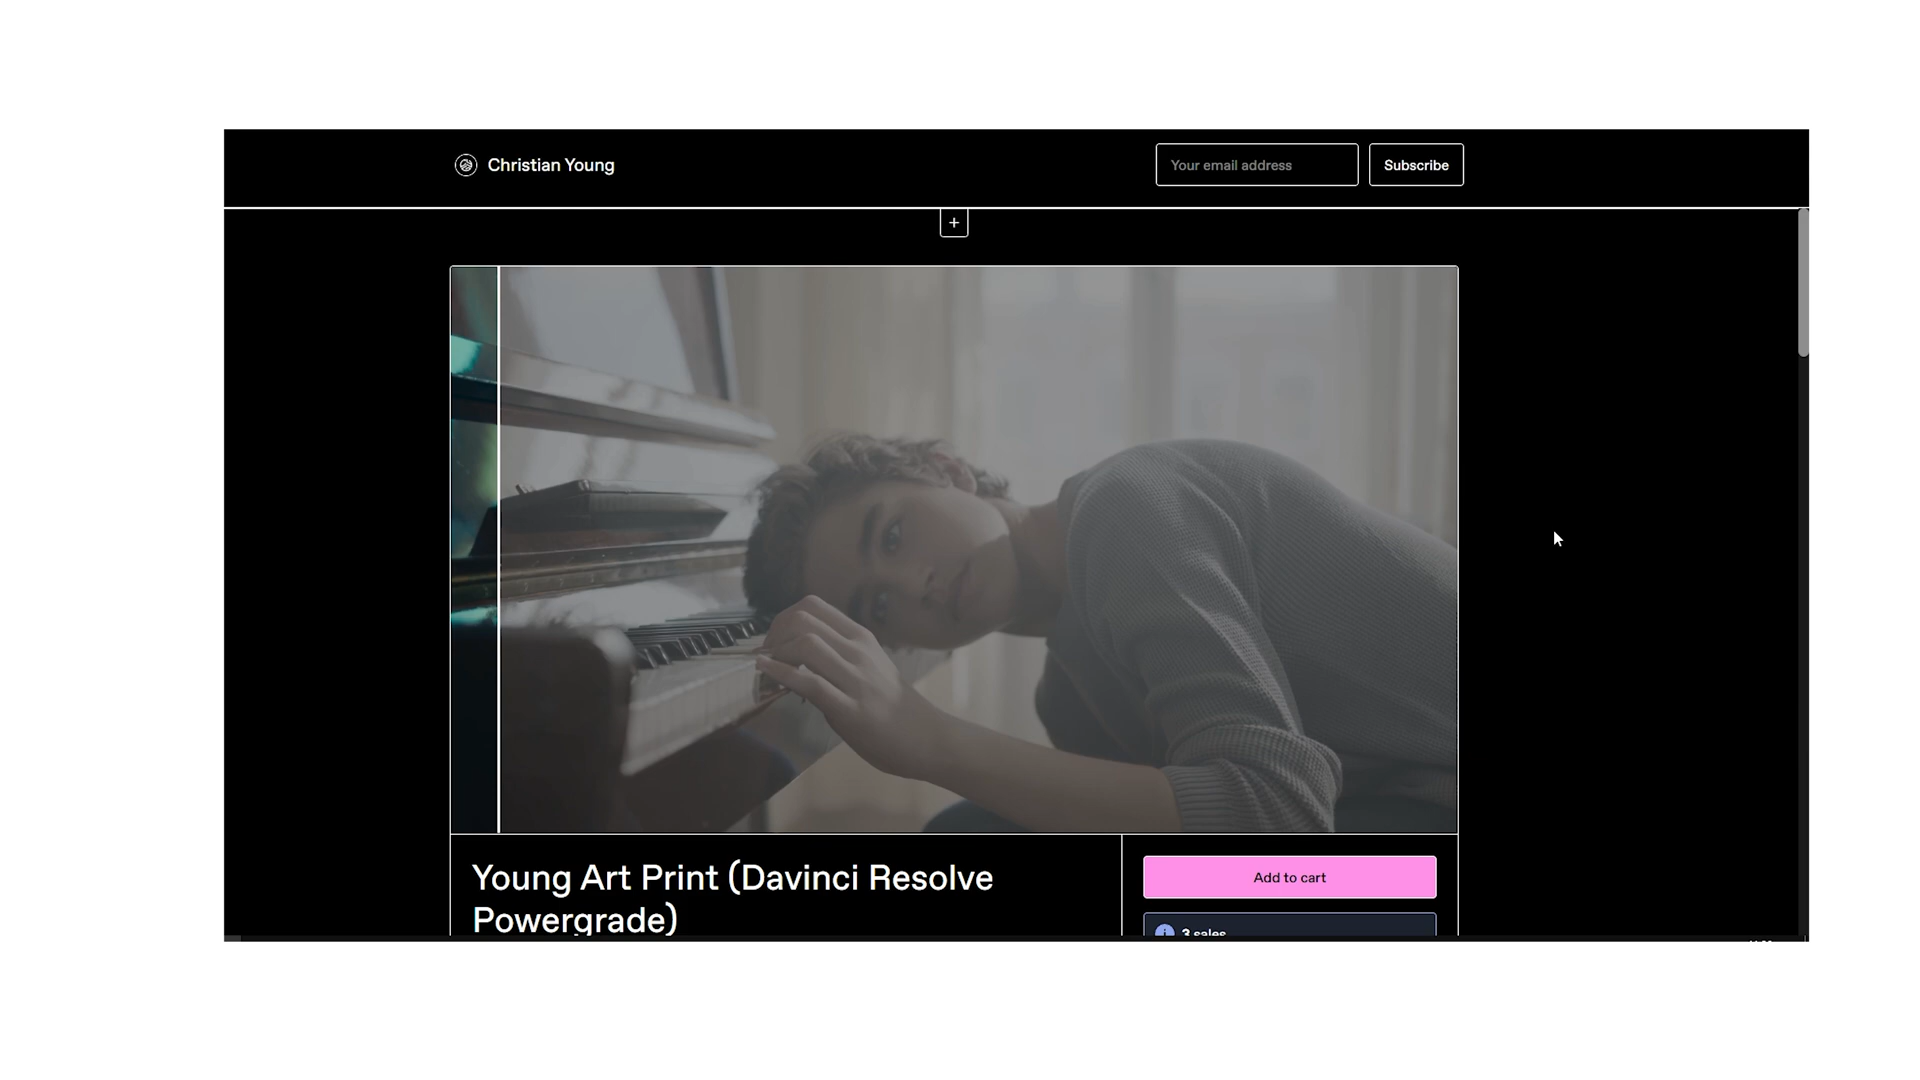 Christian Young
Your email address
Subscribe
+
Young Art Print (Davinci Resolve
Powergrade)
Add to cart
3 sales